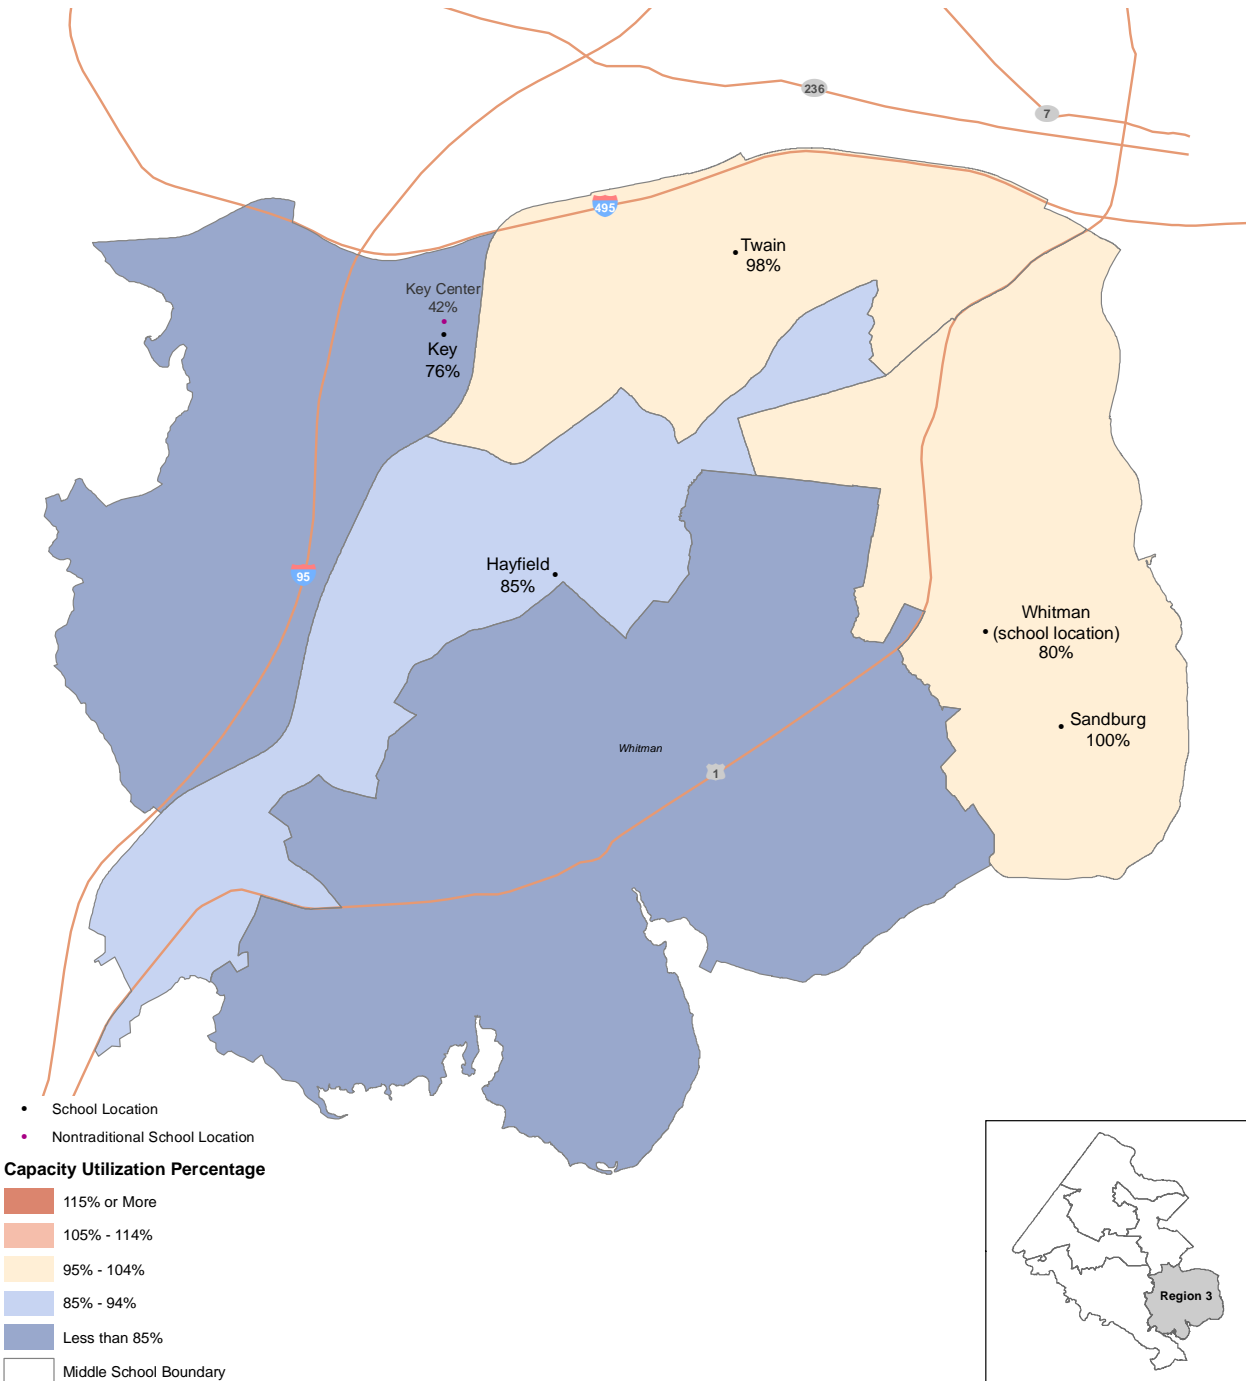 236
7
495
Twain
98%
Key Center
42%
Key
76%
Hayfield
85%
95
Whitman
(school location)
80%
Sandburg
100%
Whitman
1
School Location
Nontraditional School Location
Capacity Utilization Percentage
115% or More
105% - 114%
95% - 104%
85% - 94%
Less than 85%
Middle School Boundary
Region 3